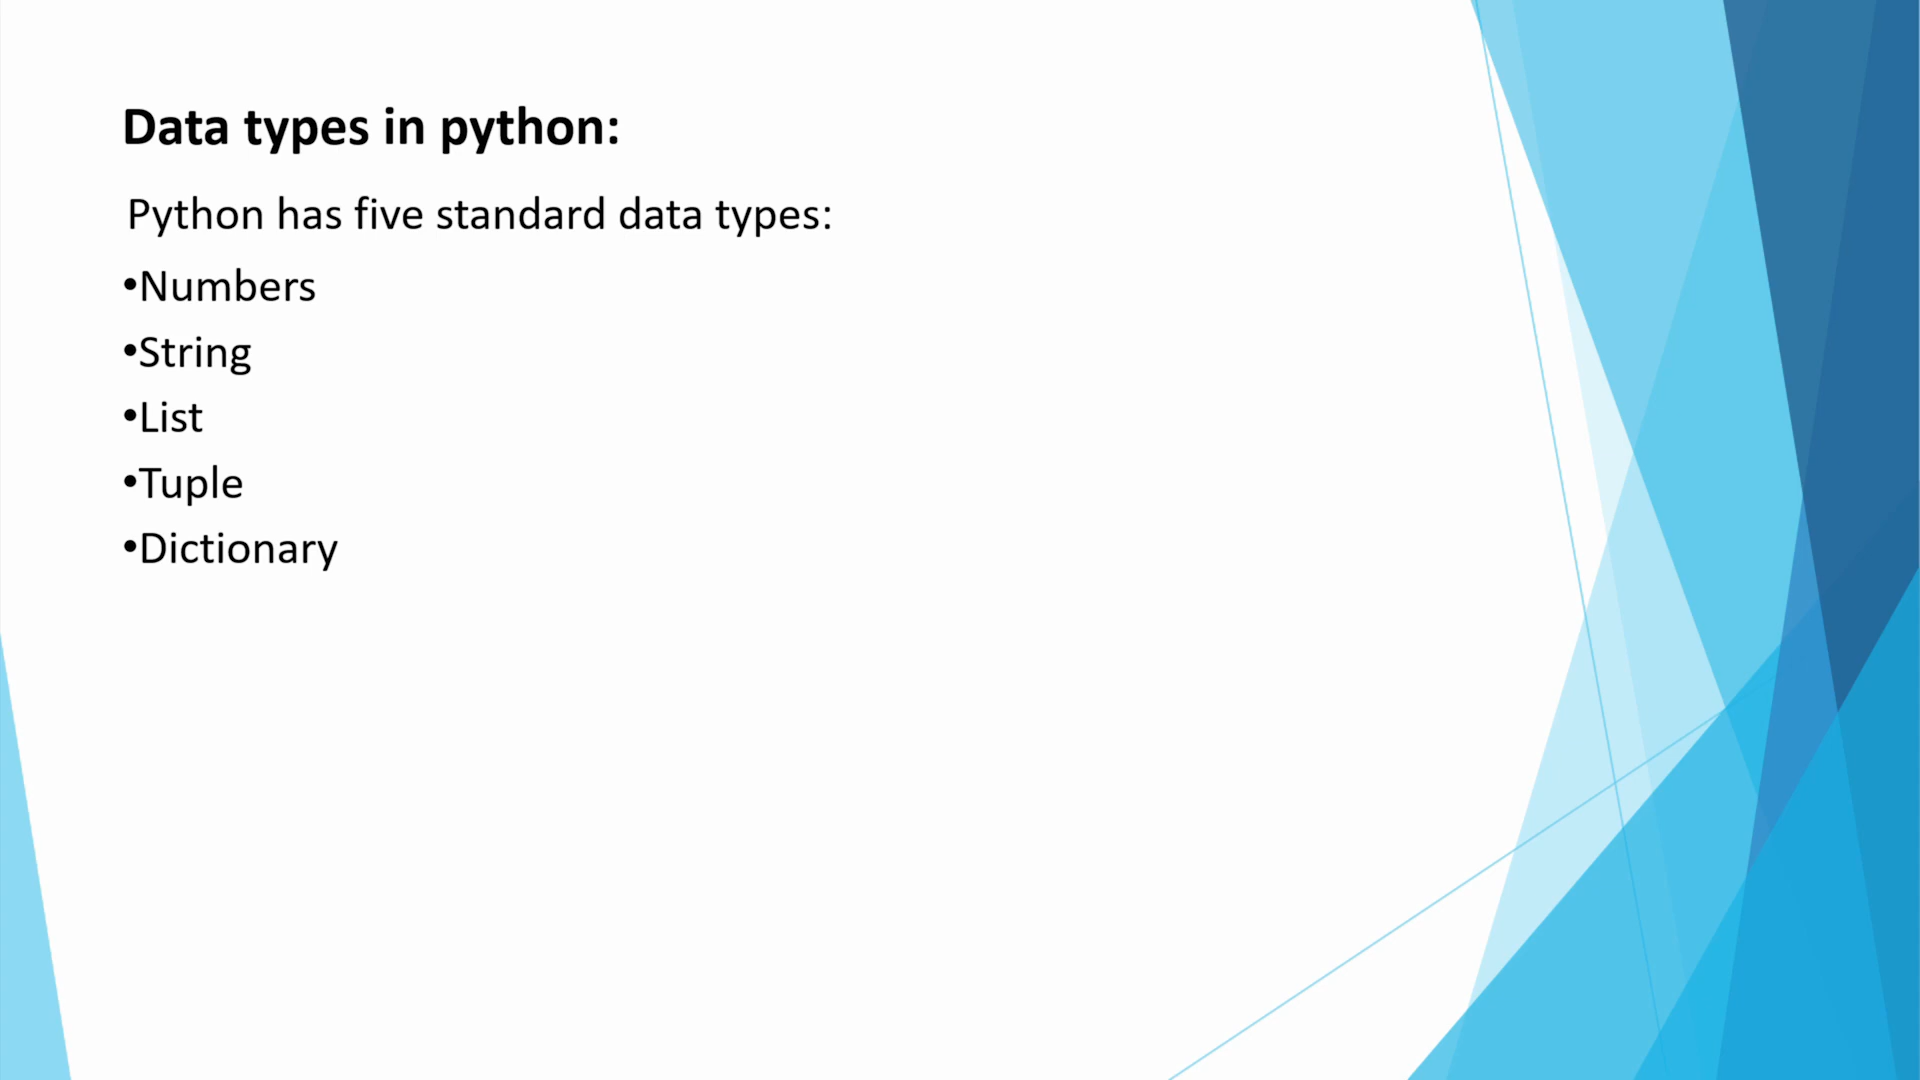 Data types in python:
Python has five standard data types:
•Numbers
•String
•List
•Tuple
•Dictionary